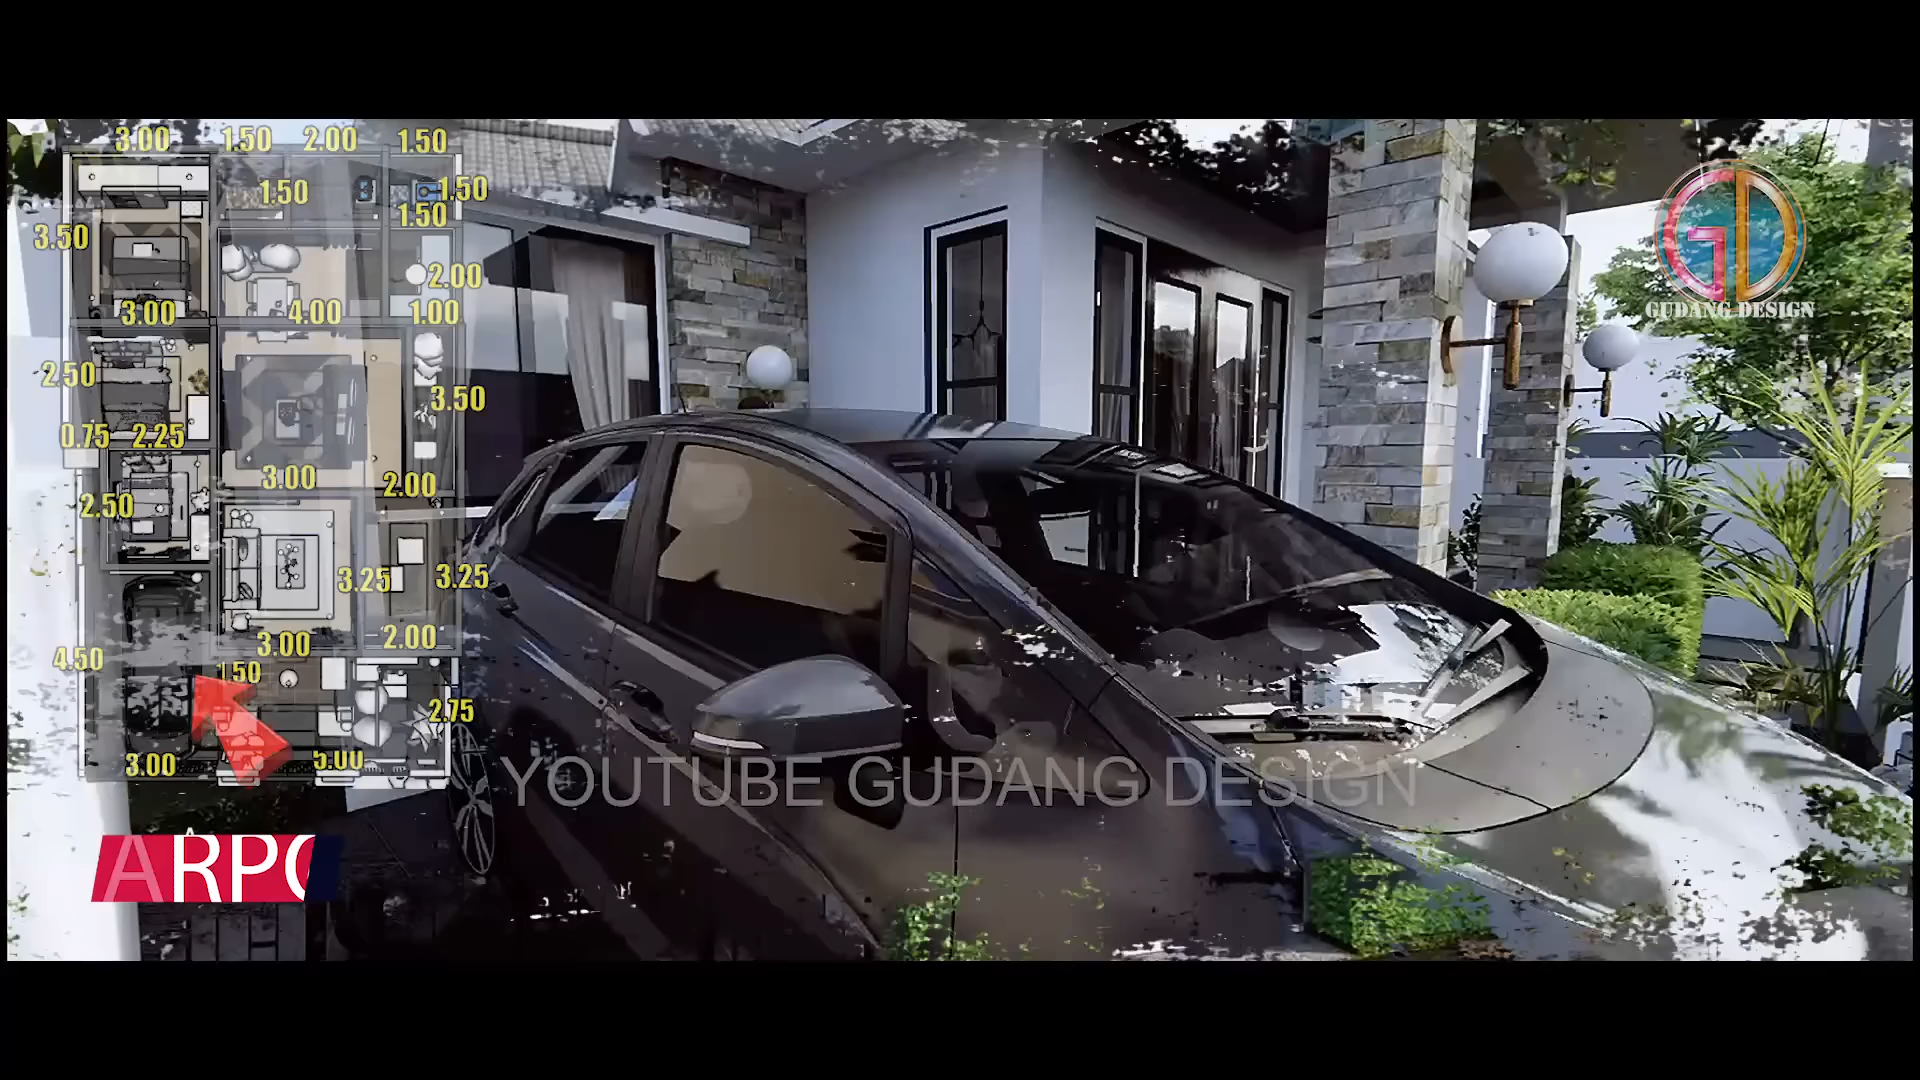 3.00 1.50 2.00 1.50
1.50 1.50
1.50
3.50
2.00
3.00 4.00 1.00
2.50
3.50
0.75 2.25
3.00 2.00
2.50
3.25 3.25
3.00 2.00
4.50 1.50
2.75
3.00 5.00
GUDANG DESIGN
YOUTUBE GUDANG DESIGN
ARPO